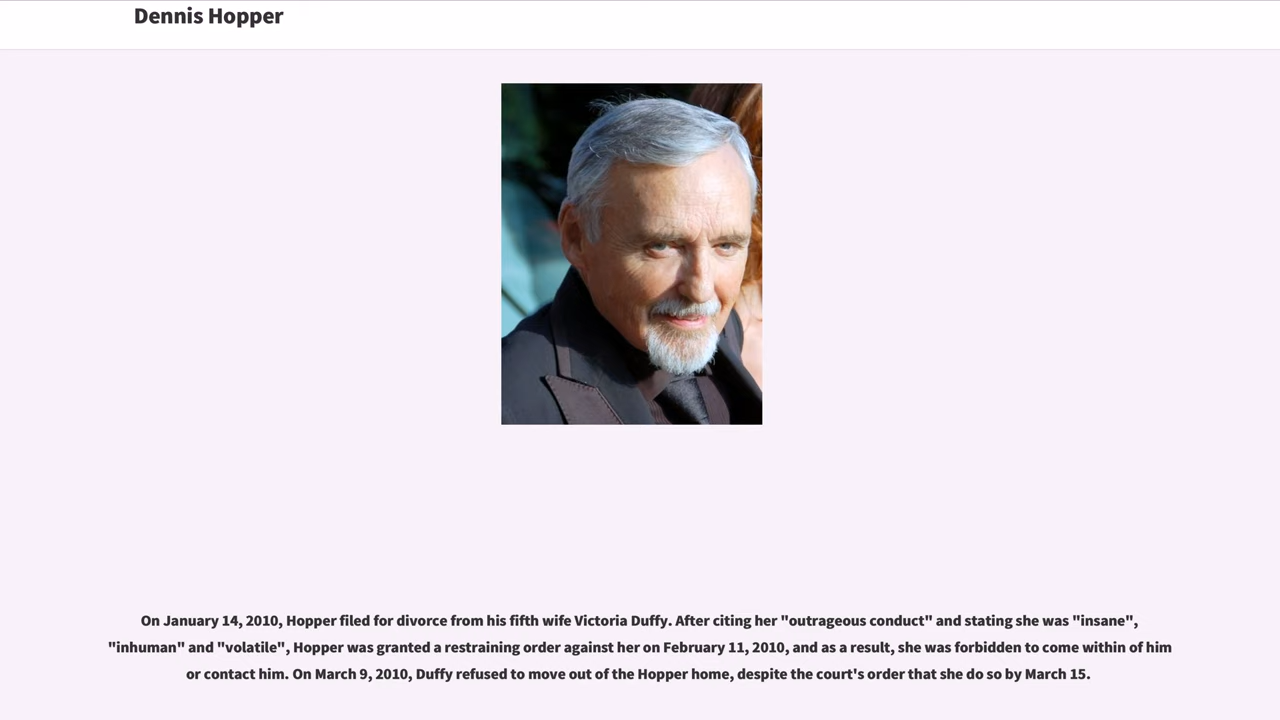 Dennis Hopper
On January 14, 2010, Hopper filed for divorce from his fifth wife Victoria Duffy. After citing her "outrageous conduct" and stating she was "insane",
"inhuman" and "volatile", Hopper was granted a restraining order against her on February 11, 2010, and as a result, she was forbidden to come within of him
or contact him. On March 9, 2010, Duffy refused to move out of the Hopper home, despite the court's order that she do so by March 15.